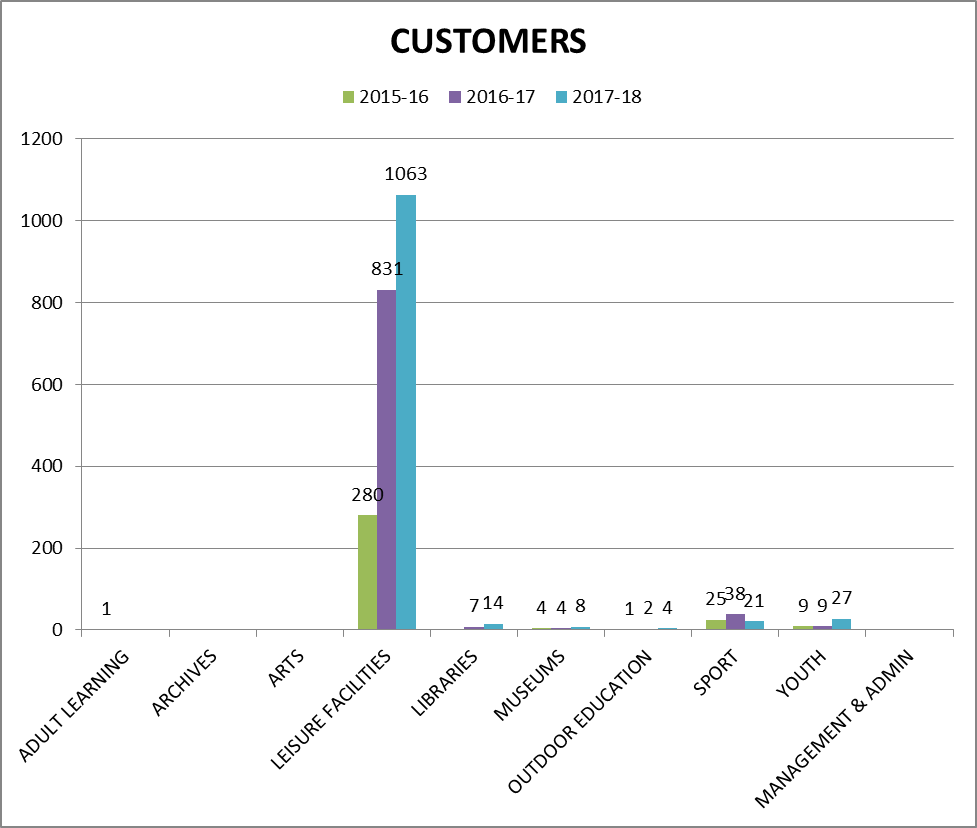 CUSTOMERS
2015-16 2016-17 2017-18
1200
1063
1000
831
800
600
400
280
200
1 7 14 4 4 8 1 2 4 25 38 21 9 9 27
0
ADULT LEARNING
ARCHIVES
ARTS
LEISURE FACILITIES
LIBRARIES
MUSEUMS
OUTDOOR EDUCATION
SPORT
YOUTH
MANAGEMENT & ADMIN